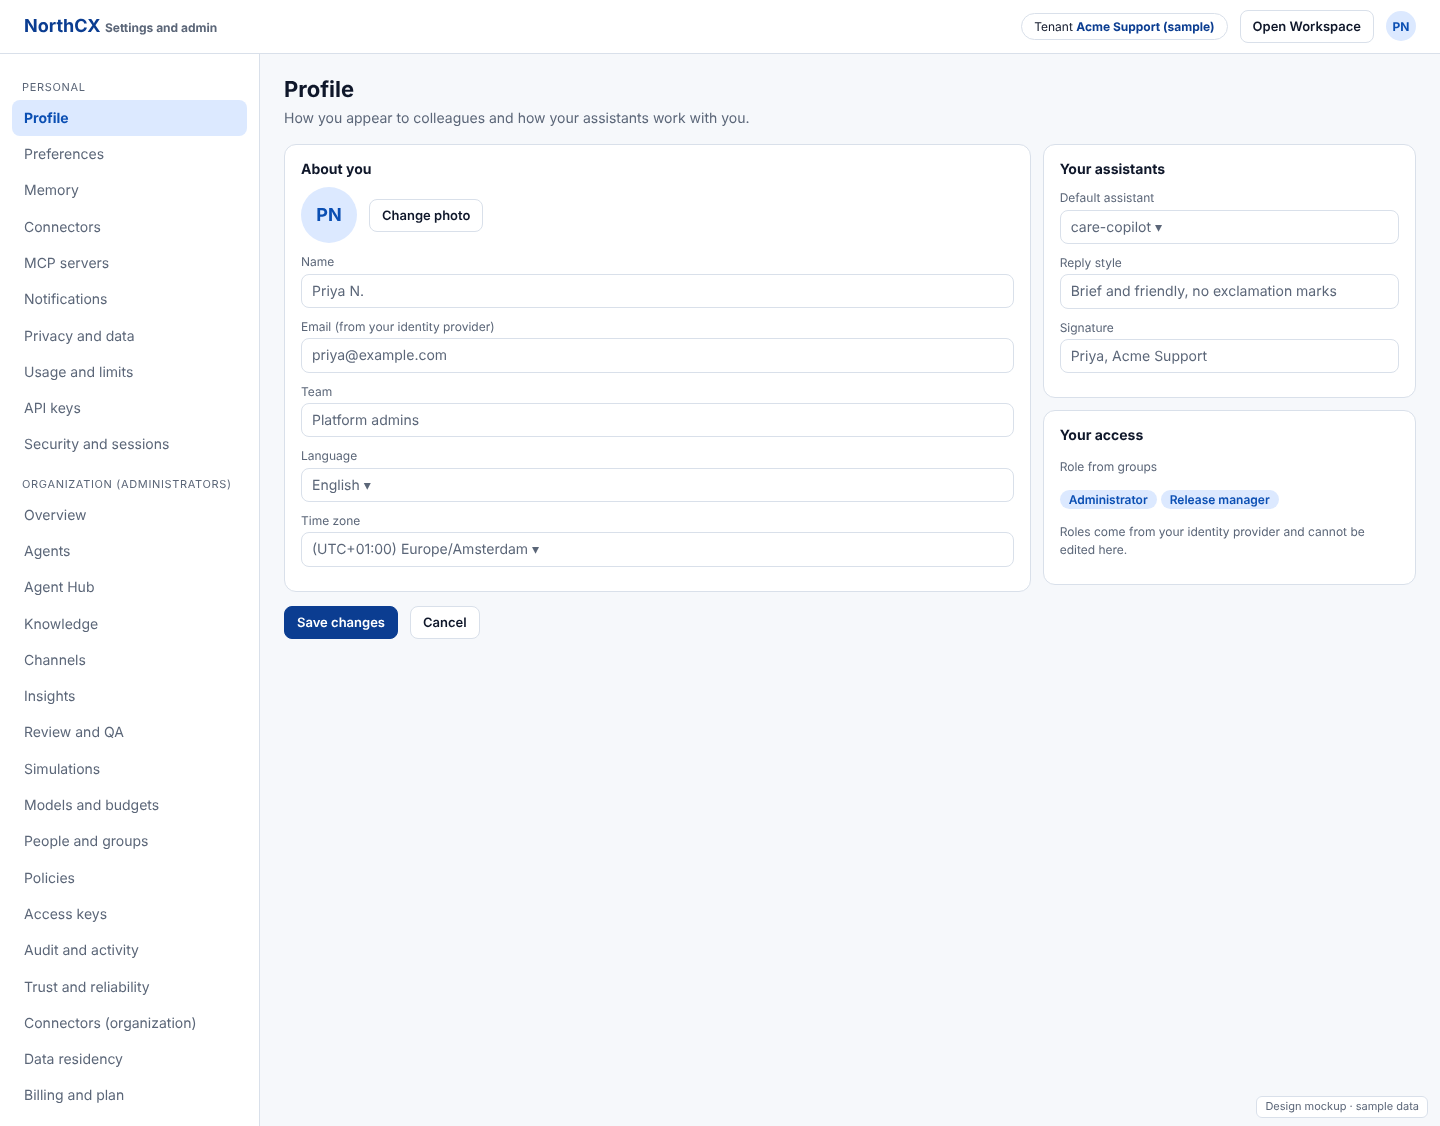 NorthCX Settings and admin
Tenant Acme Support (sample)
Open Workspace
PN
PERSONAL
Profile
Preferences
Memory
Connectors
MCP servers
Notifications
Privacy and data
Usage and limits
API keys
Security and sessions
ORGANIZATION (ADMINISTRATORS)
Overview
Agents
Agent Hub
Knowledge
Channels
Insights
Review and QA
Simulations
Models and budgets
People and groups
Policies
Access keys
Audit and activity
Trust and reliability
Connectors (organization)
Data residency
Billing and plan
Profile
How you appear to colleagues and how your assistants work with you.
About you
PN
Change photo
Name
Priya N.
Email (from your identity provider)
priya@example.com
Team
Platform admins
Language
English ▾
Time zone
(UTC+01:00) Europe/Amsterdam ▾
Save changes
Cancel
Your assistants
Default assistant
care-copilot ▾
Reply style
Brief and friendly, no exclamation marks
Signature
Priya, Acme Support
Your access
Role from groups
Administrator
Release manager
Roles come from your identity provider and cannot be
edited here.
Design mockup · sample data